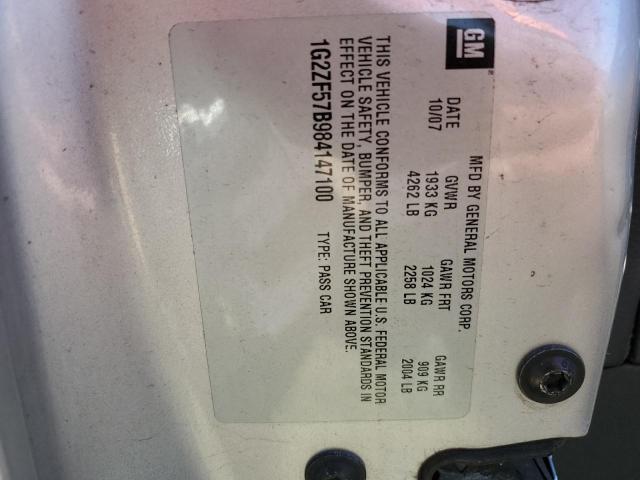 GM
MFD BY GENERAL MOTORS CORP.
DATE GVWR GAWR FRT GAWR RR
10/07 1933 KG 1024 KG 909 KG
4262 LB 2258 LB 2004 LB
THIS VEHICLE CONFORMS TO ALL APPLICABLE U.S. FEDERAL MOTOR
VEHICLE SAFETY, BUMPER, AND THEFT PREVENTION STANDARDS IN
EFFECT ON THE DATE OF MANUFACTURE SHOWN ABOVE.
1G2ZF57B984147100 TYPE: PASS CAR